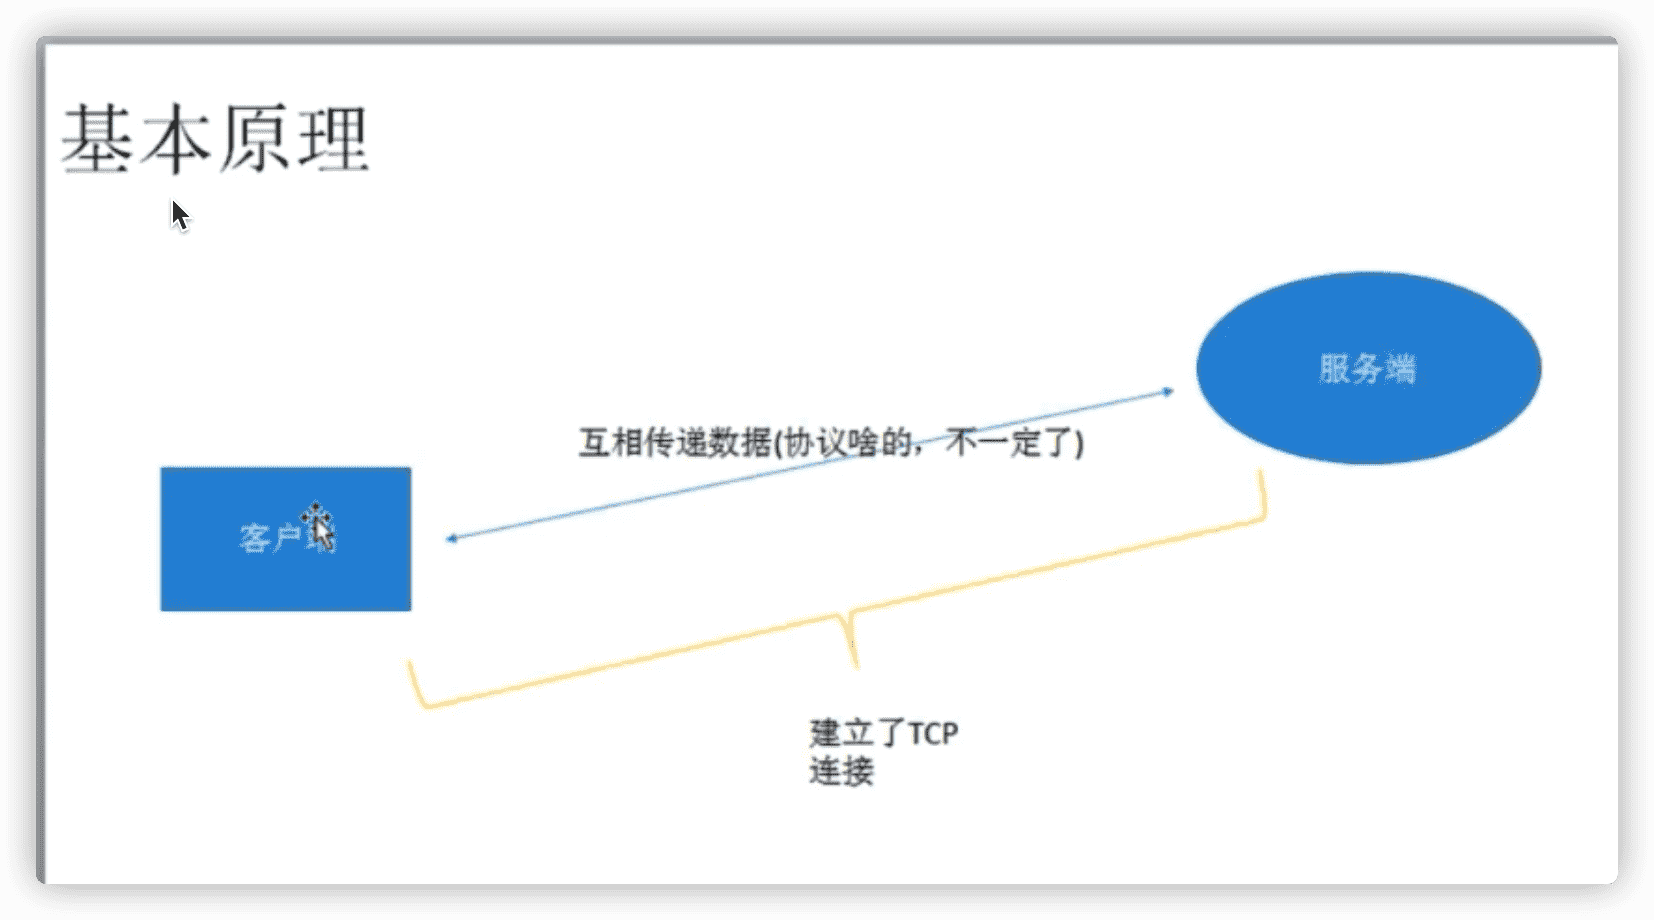 基本原理
服务端
互相传递数据(协议啥的，不一定了)
客户端
建立了TCP
连接